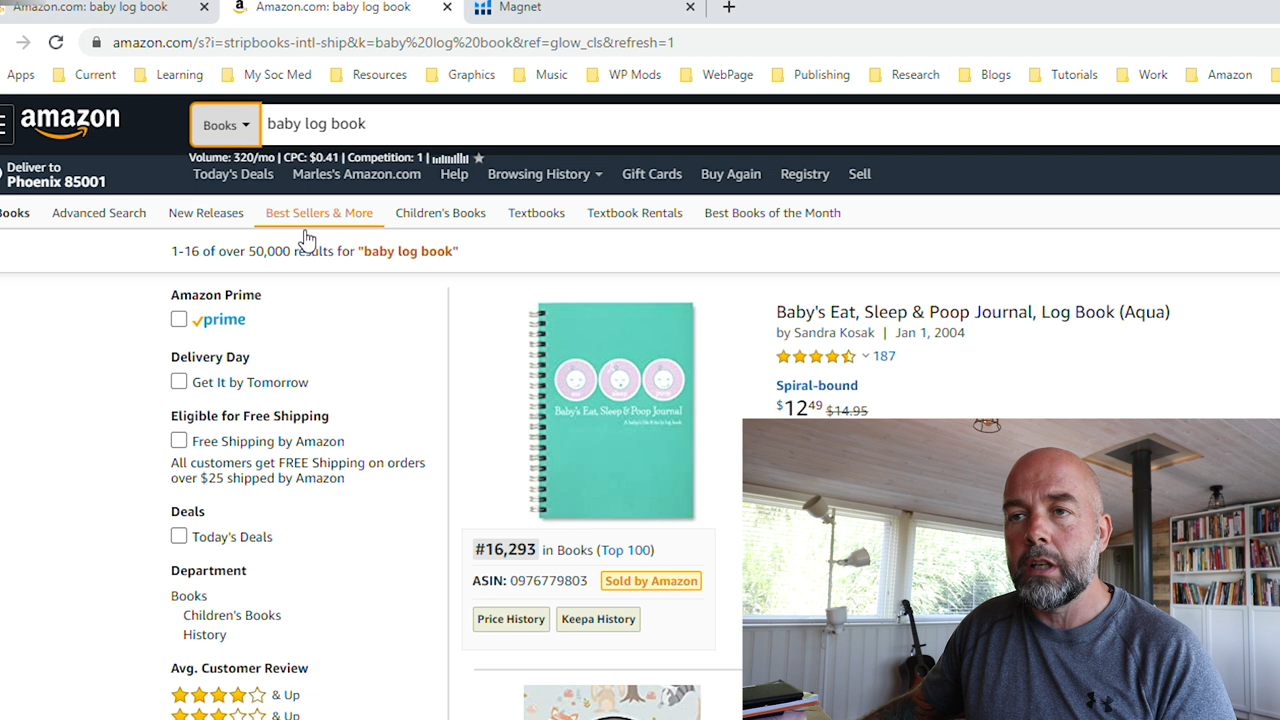 Amazon.com: baby log book
Amazon.com: baby log book
Magnet
amazon.com/s?i=stripbooks-intl-ship&k=baby%20log%20book&ref=glow_cls&refresh=1
Apps Current Learning My Soc Med Resources Graphics Music WP Mods WebPage Publishing Research Blogs Tutorials Work Amazon
amazon Books baby log book
Volume: 320/mo | CPC: $0.41 | Competition: 1 |
Deliver to
Phoenix 85001
Today's Deals Marles's Amazon.com Help Browsing History Gift Cards Buy Again Registry Sell
Books Advanced Search New Releases Best Sellers & More Children's Books Textbooks Textbook Rentals Best Books of the Month
1-16 of over 50,000 results for "baby log book"
Amazon Prime
prime
Delivery Day
Get It by Tomorrow
Eligible for Free Shipping
Free Shipping by Amazon
All customers get FREE Shipping on orders
over $25 shipped by Amazon
Deals
Today's Deals
Department
Books
Children's Books
History
Avg. Customer Review
& Up
& Up
Baby's Eat, Sleep & Poop Journal
#16,293 in Books (Top 100)
ASIN: 0976779803 Sold by Amazon
Price History Keepa History
Baby's Eat, Sleep & Poop Journal, Log Book (Aqua)
by Sandra Kosak | Jan 1, 2004
187
Spiral-bound
$12.49 $14.95